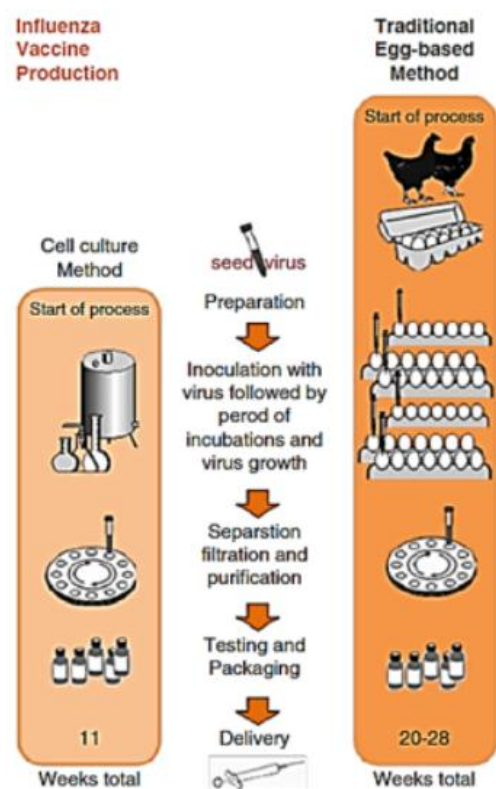 Influenza
Vaccine
Production
Traditional
Egg-based
Method
Start of process
Cell culture
Method
Start of process
seed virus
Preparation
Inoculation with
virus followed by
perod of
incubations and
virus growth
Separstion
filtration and
purification
Testing and
Packaging
Delivery
11
Weeks total
20-28
Weeks total